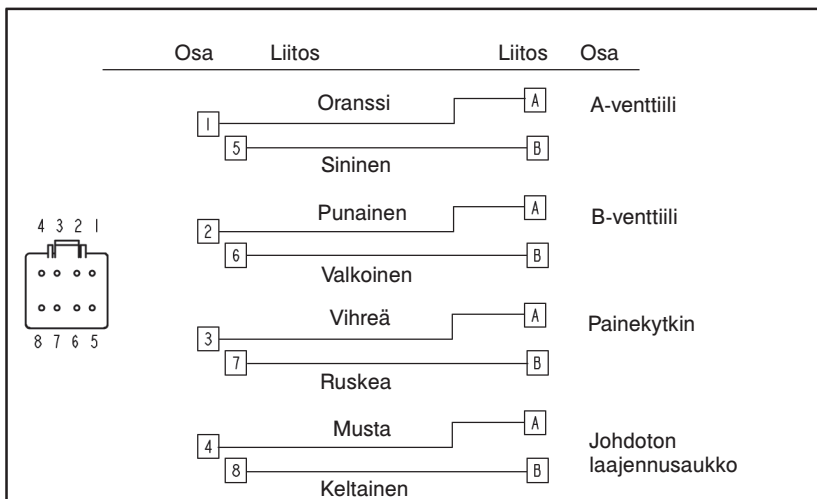 Osa Liitos Liitos Osa
Oranssi A A-venttiili
1
5 B
Sininen
Punainen A B-venttiili
2
6 B
Valkoinen
4 3 2 1
8 7 6 5
Vihreä A
3 Painekytkin
7 B
Ruskea
Musta A
4 Johdoton
laajennusaukko
8 B
Keltainen